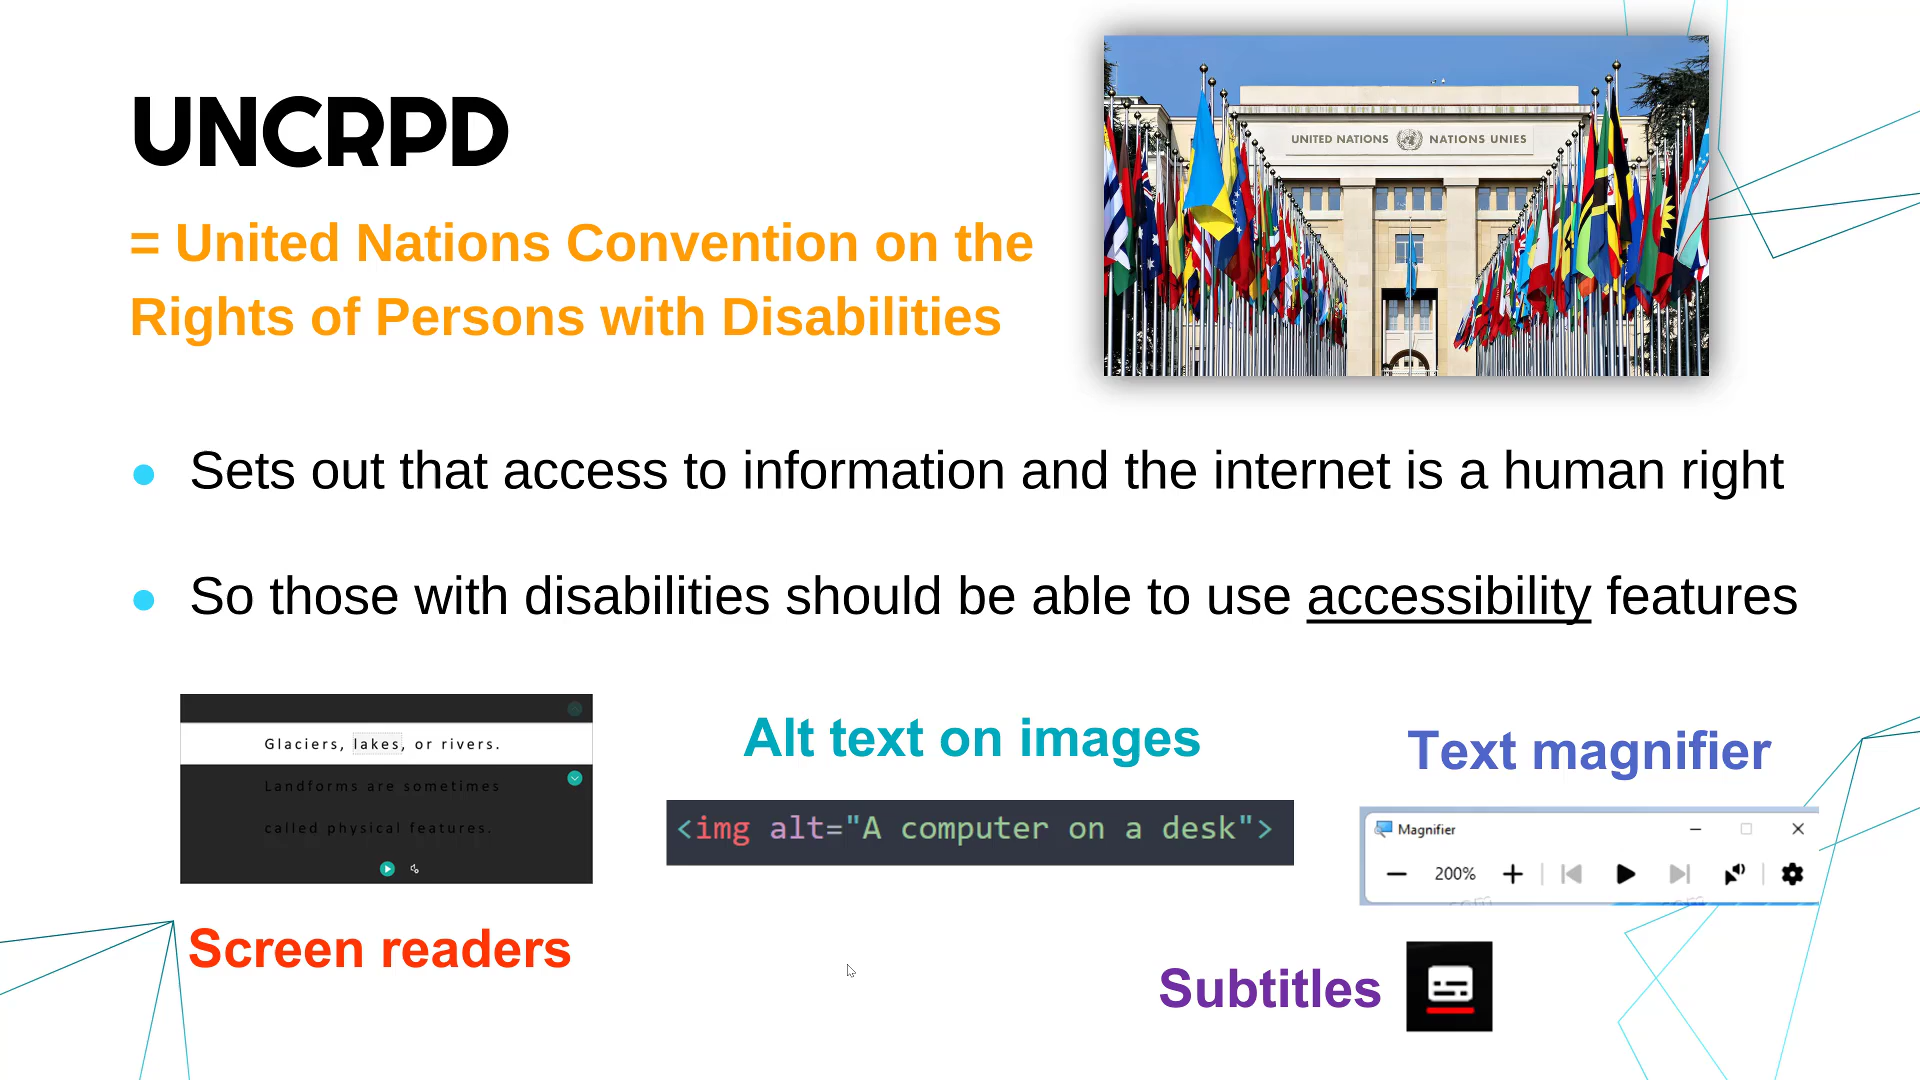 UNCRPD
= United Nations Convention on the
Rights of Persons with Disabilities
UNITED NATIONS NATIONS UNIES
Sets out that access to information and the internet is a human right
So those with disabilities should be able to use accessibility features
Glaciers, lakes, or rivers.
Landforms are sometimes
called physical features.
Screen readers
Alt text on images
<img alt="A computer on a desk">
Text magnifier
Magnifier
200%
Subtitles